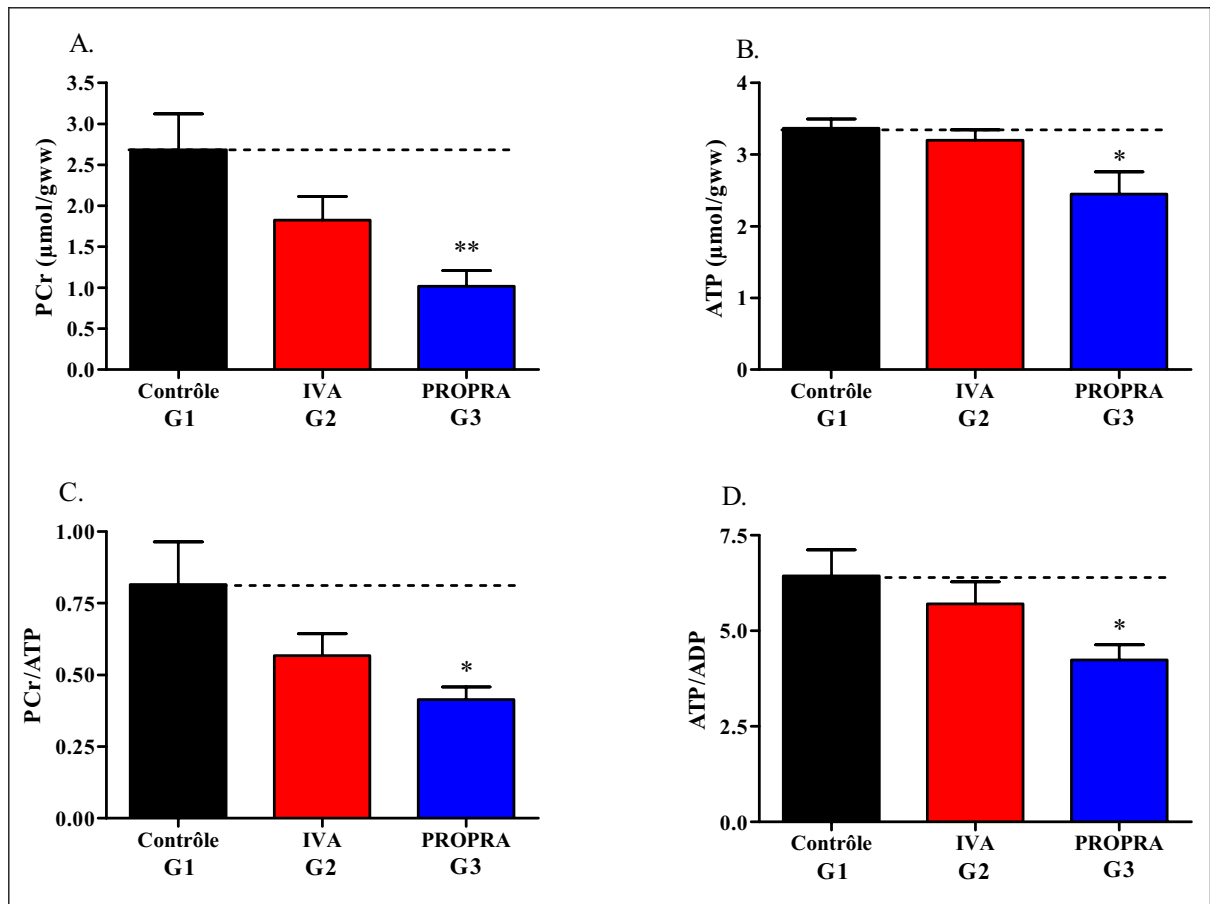 A.
PCr (µmol/gww)
3.5
3.0
2.5
2.0
1.5
1.0
0.5
0.0
**
Contrôle IVA PROPRA
G1 G2 G3
B.
ATP (µmol/gww)
4
3
2
1
0
*
Contrôle IVA PROPRA
G1 G2 G3
C.
PCr/ATP
1.00
0.75
0.50
0.25
0.00
*
Contrôle IVA PROPRA
G1 G2 G3
D.
ATP/ADP
7.5
5.0
2.5
0.0
*
Contrôle IVA PROPRA
G1 G2 G3